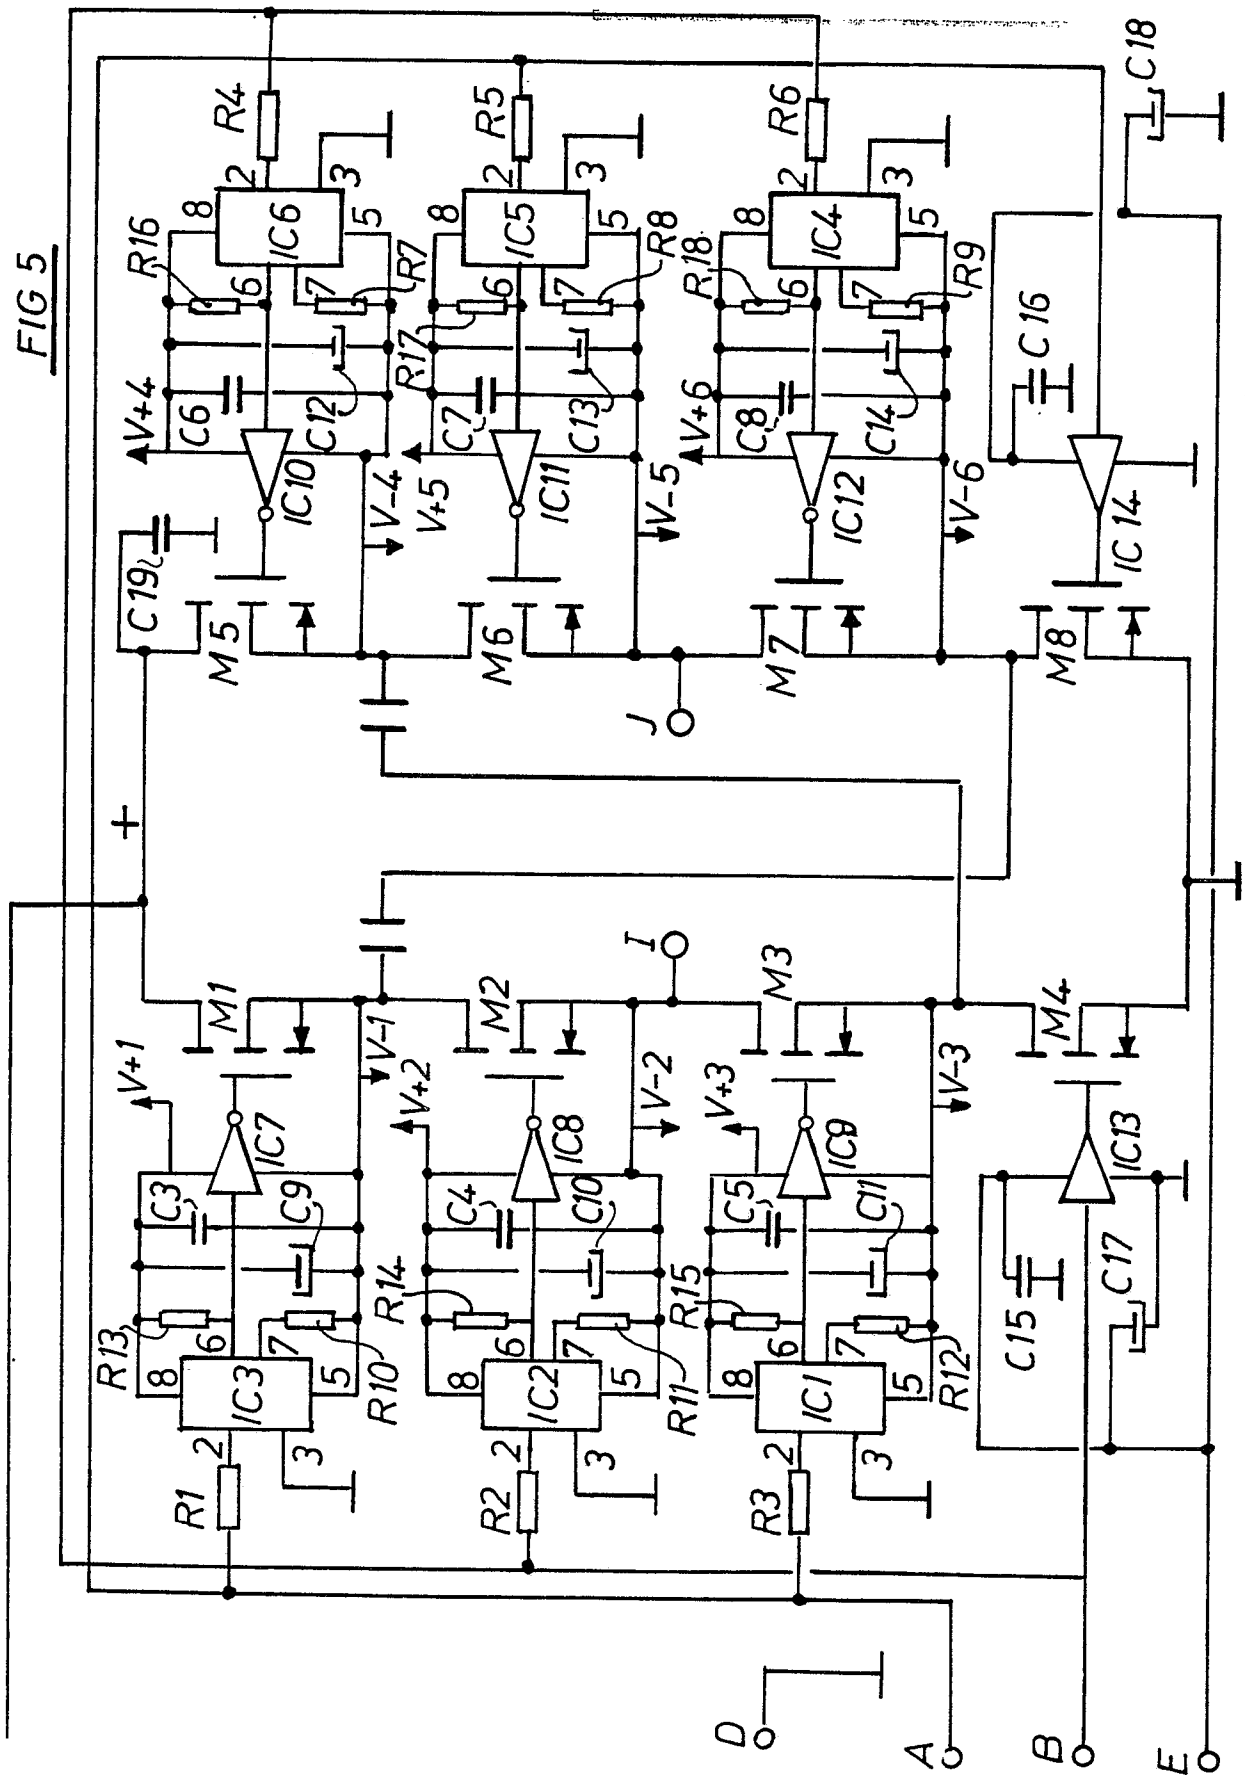 FIG 5
R4
R5
R6
C18
2
3
8
IC6
5
R16
6
7
R7
2
3
8
IC5
5
R17
6
7
R8
2
3
8
IC4
5
R18
6
7
R9
C16
V+4
C6
C12
IC10
V-4
V+5
C7
C13
IC11
V-5
V+6
C8
C14
IC12
V-6
IC14
C19
M5
M6
M7
M8
J
+
I
M1
M2
M3
M4
V+1
V-1
V+2
V-2
V+3
V-3
IC7
IC8
IC9
IC13
C3
C9
C4
C10
C5
C11
C15
C17
R13
6
7
R10
R14
6
7
R11
R15
6
7
R12
8
IC3
5
8
IC2
5
8
IC1
5
R1
2
3
R2
2
3
R3
2
3
D
A
B
E